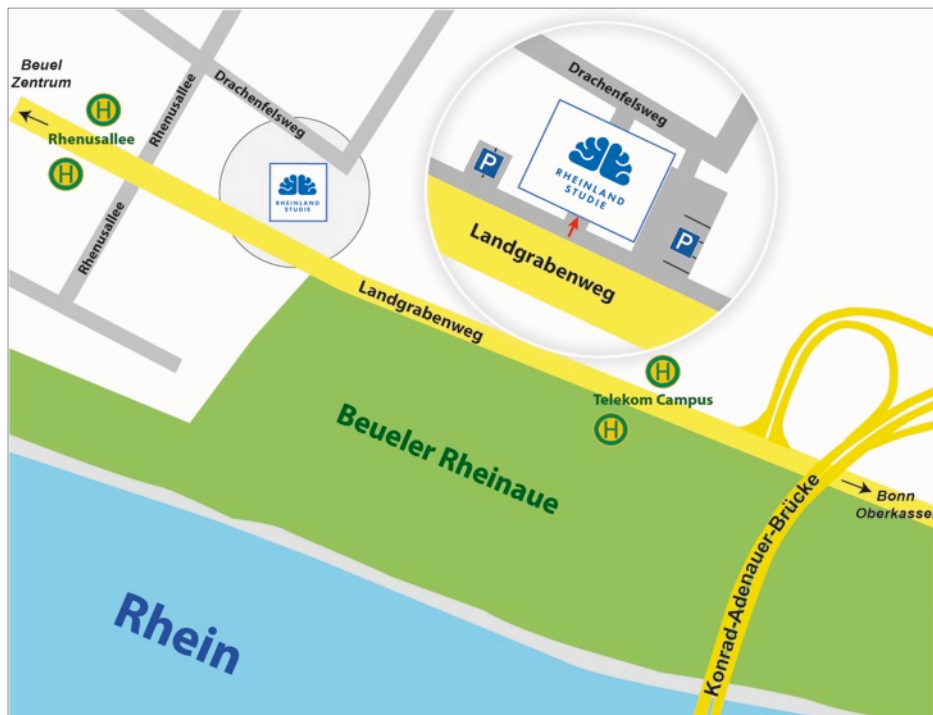 Beuel
Zentrum
H
Rhenusallee
H
Rhenusallee
Rhenusallee
Drachenfelsweg
RHEINLAND
STUDIE
Drachenfelsweg
P
RHEINLAND
STUDIE
P
Landgrabenweg
Landgrabenweg
H
Telekom Campus
H
Beueler Rheinaue
Bonn
Oberkassel
Konrad-Adenauer-Brücke
Rhein